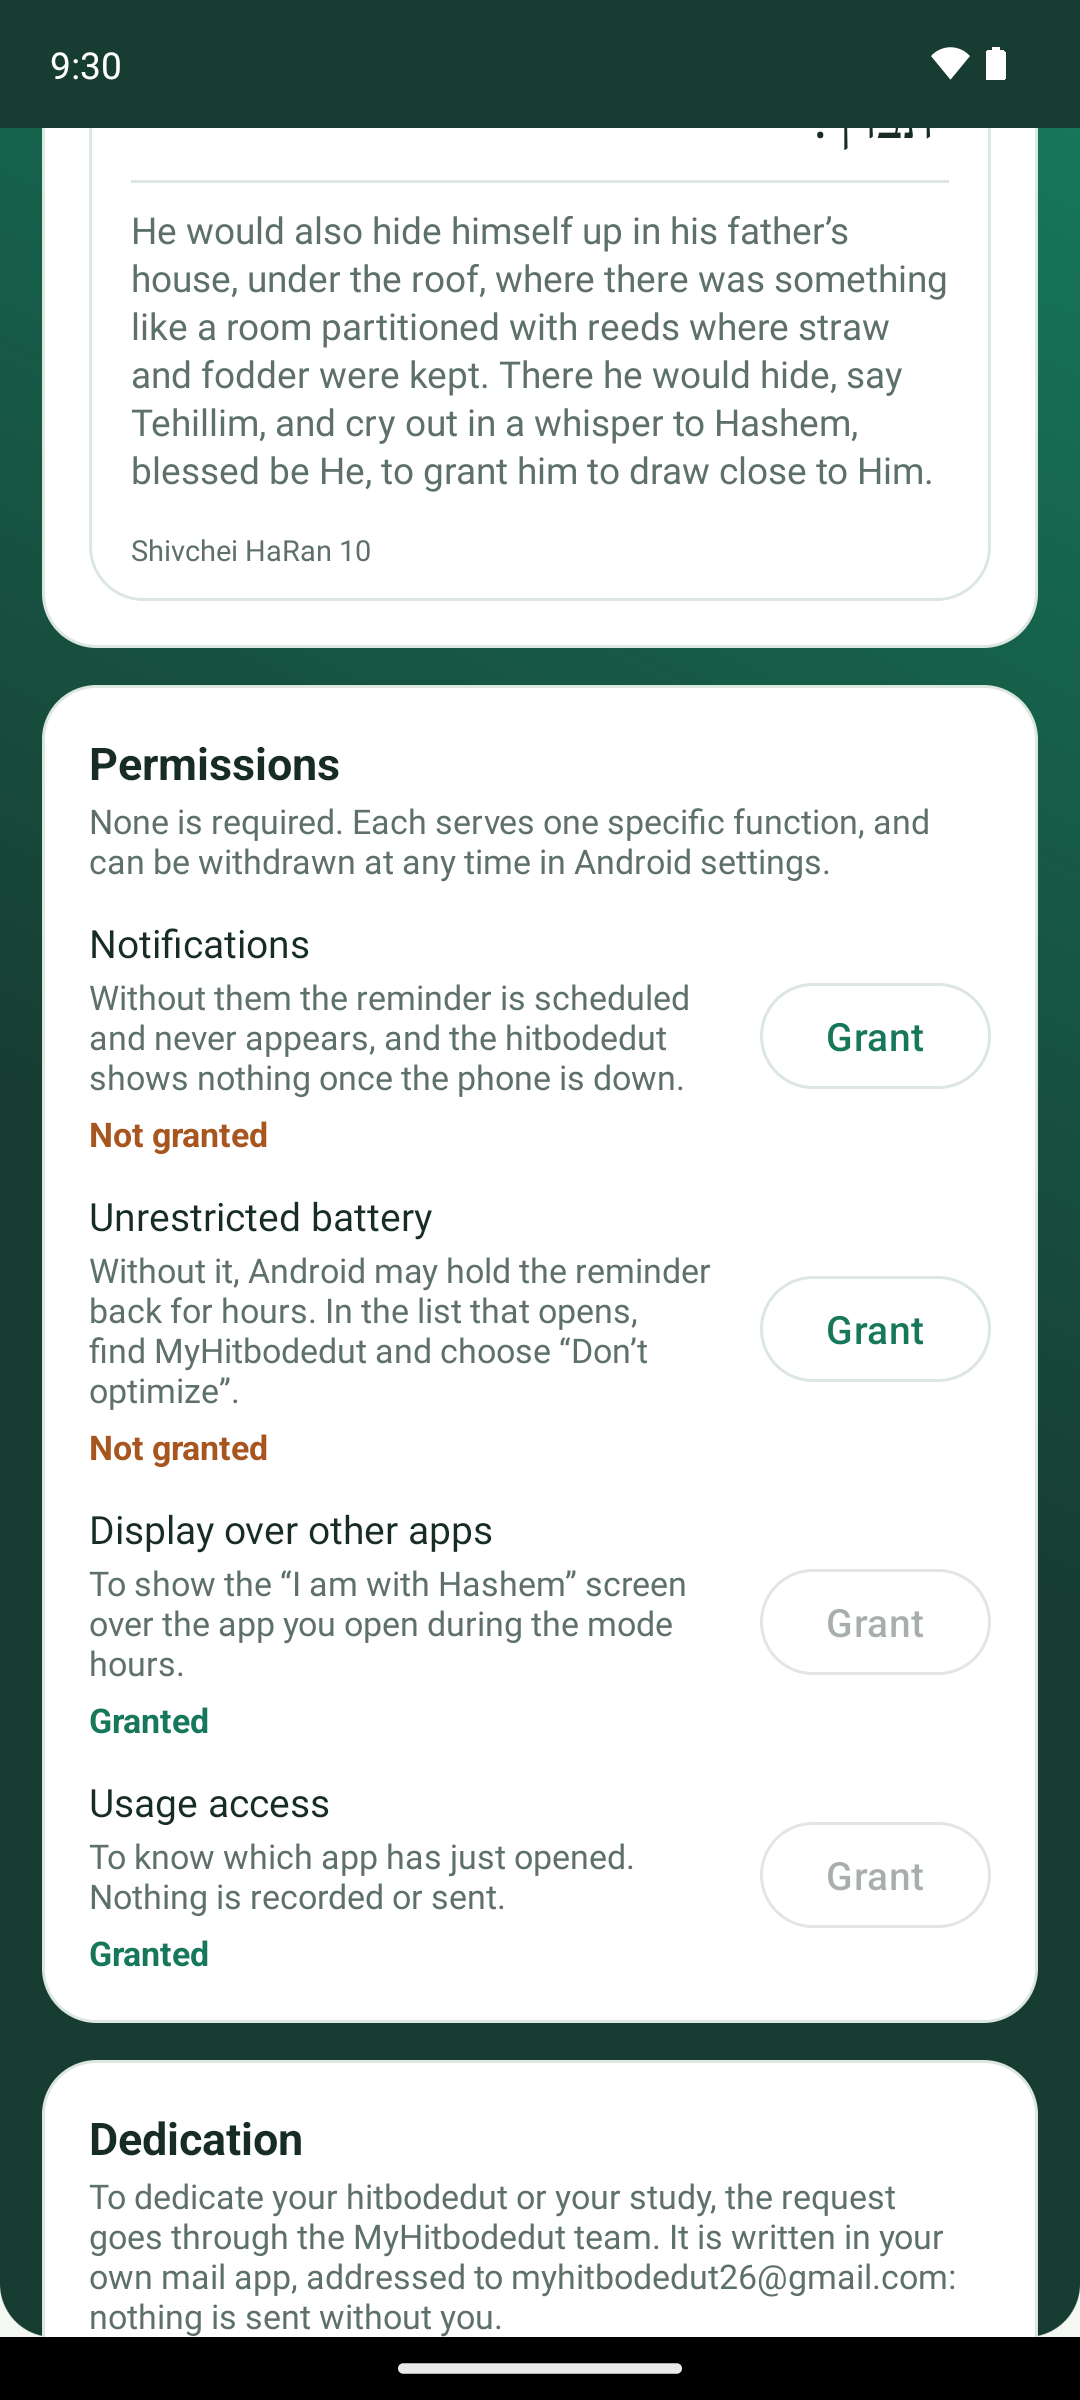 9:30
He would also hide himself up in his father’s
house, under the roof, where there was something
like a room partitioned with reeds where straw
and fodder were kept. There he would hide, say
Tehillim, and cry out in a whisper to Hashem,
blessed be He, to grant him to draw close to Him.
Shivchei HaRan 10
Permissions
None is required. Each serves one specific function, and
can be withdrawn at any time in Android settings.
Notifications
Without them the reminder is scheduled
and never appears, and the hitbodedut
shows nothing once the phone is down.
Not granted
Grant
Unrestricted battery
Without it, Android may hold the reminder
back for hours. In the list that opens,
find MyHitbodedut and choose “Don’t
optimize”.
Not granted
Grant
Display over other apps
To show the “I am with Hashem” screen
over the app you open during the mode
hours.
Granted
Grant
Usage access
To know which app has just opened.
Nothing is recorded or sent.
Granted
Grant
Dedication
To dedicate your hitbodedut or your study, the request
goes through the MyHitbodedut team. It is written in your
own mail app, addressed to myhitbodedut26@gmail.com:
nothing is sent without you.